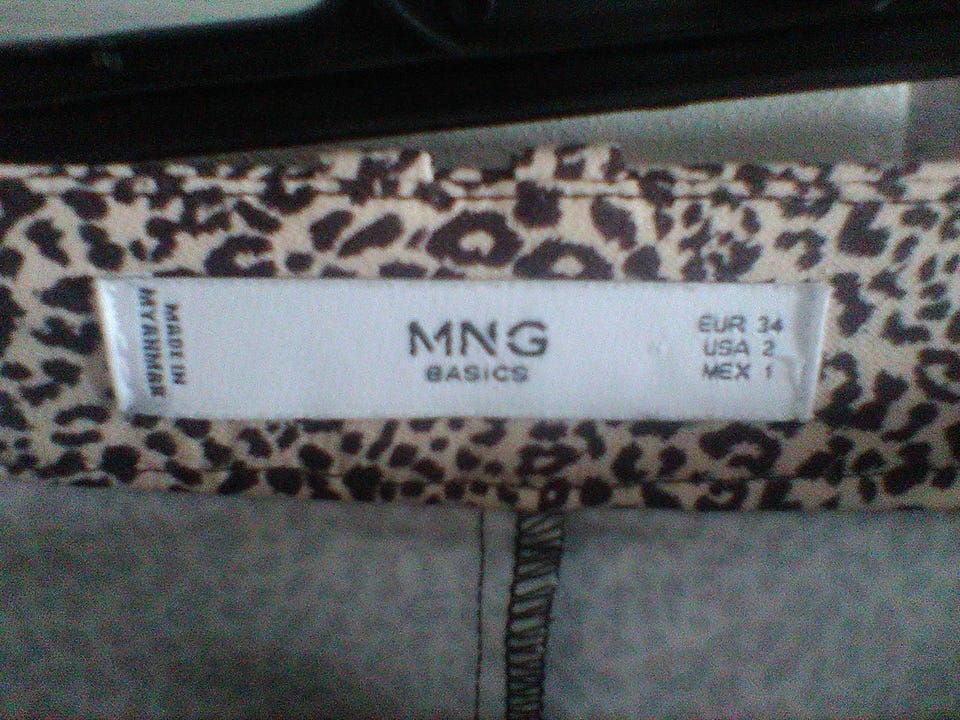 MADE IN
MYANMAR
MNG
BASICS
EUR 34
USA 2
MEX 1